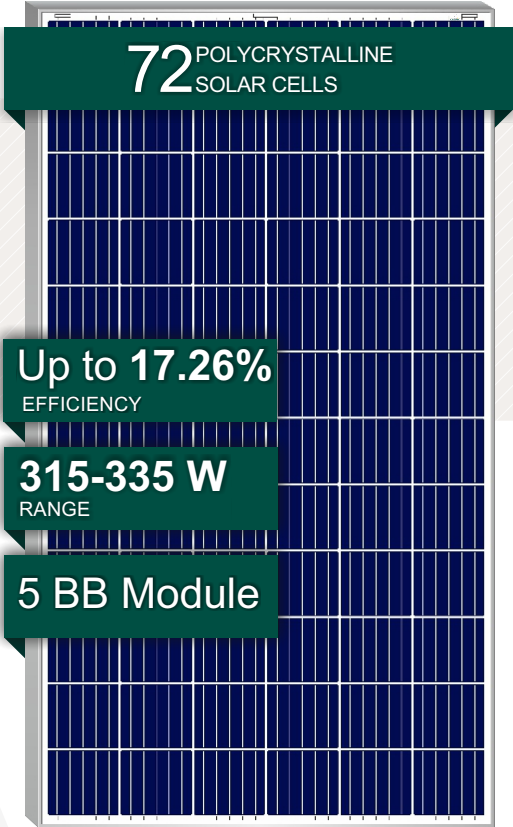 72 POLYCRYSTALLINE
SOLAR CELLS
Up to 17.26%
EFFICIENCY
315-335 W
RANGE
5 BB Module